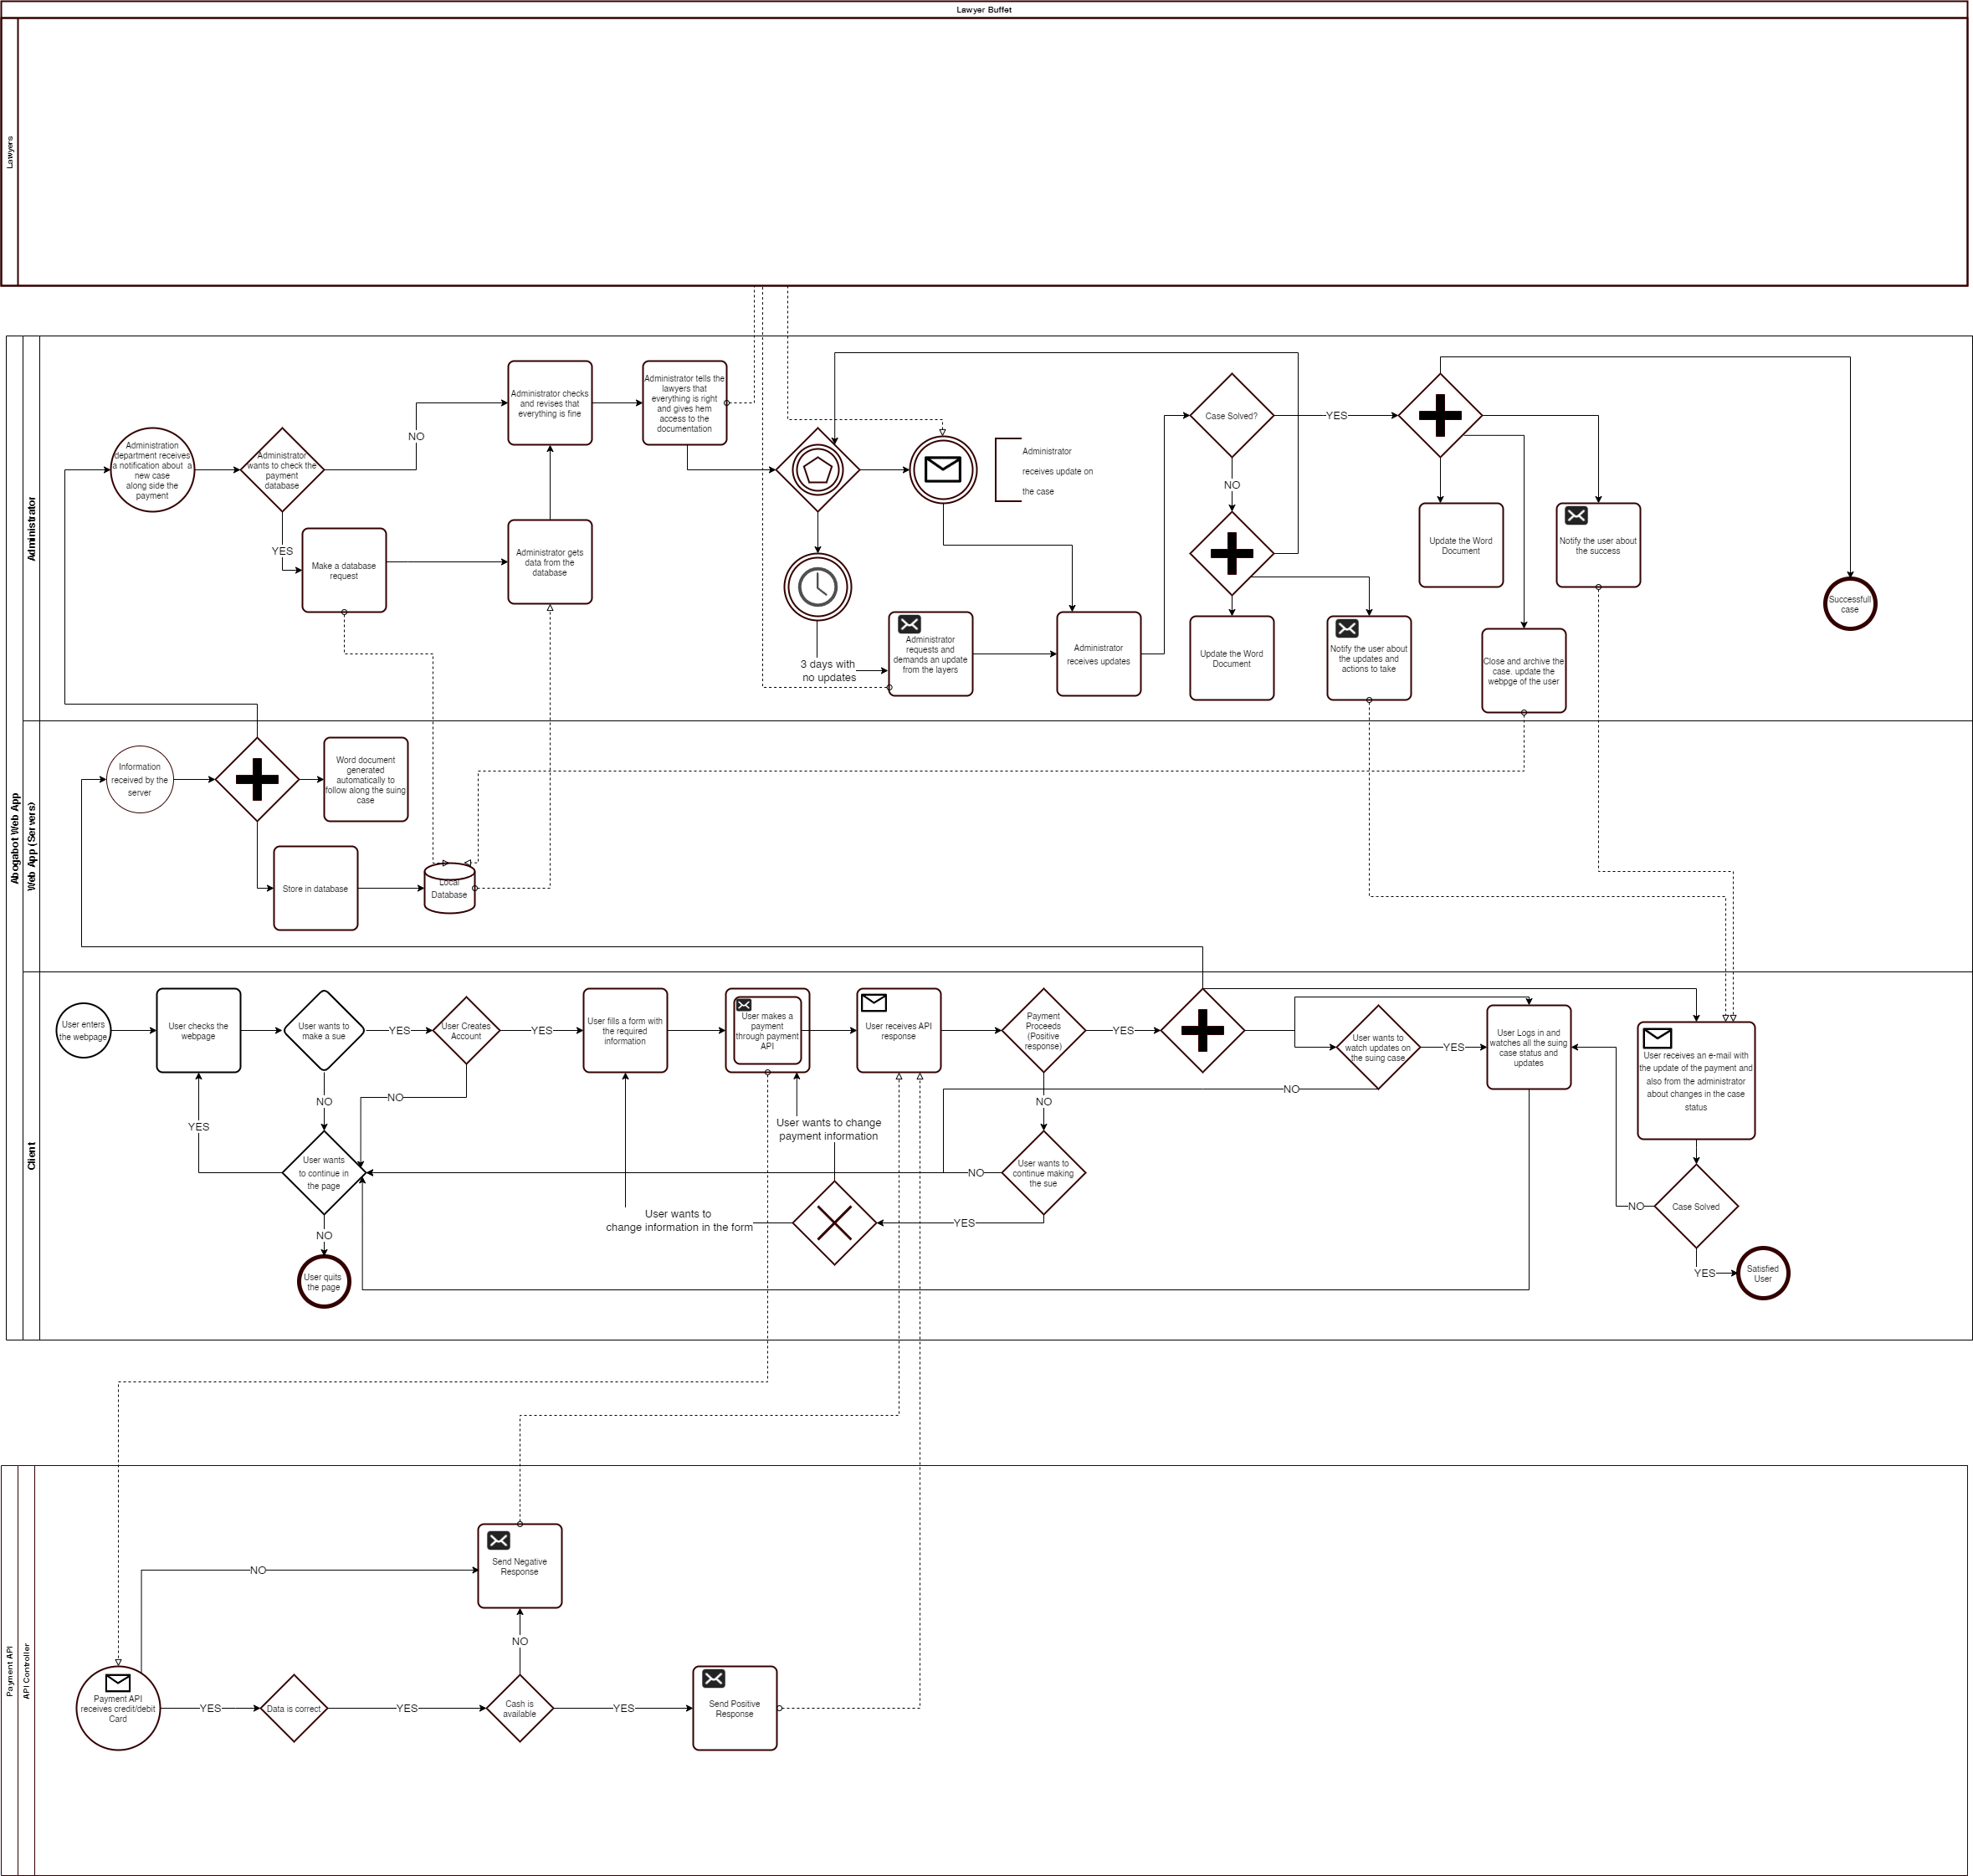 Lawyer Buffet
Lawyers
Abogabot Web App
Administrator
Administration
department receives
a notification about  a
new case
along side the
payment
Administrator
wants to check the
payment
database
NO
YES
Make a database
request
Administrator checks
and revises that
everything is fine
Administrator gets
data from the
database
Administrator tells the
lawyers that
everything is right
and gives hem
access to the
documentation
3 days with
no updates
Administrator
receives update on
the case
Administrator
requests and
demands an update
from the layers
Administrator
receives updates
Case Solved?
YES
NO
Update the Word
Document
Notify the user about
the updates and
actions to take
Update the Word
Document
Close and archive the
case. update the
webpge of the user
Notify the user about
the success
Successfull
case
Web App (Servers)
Information
received by the
server
Word document
generated
automatically to
follow along the suing
case
Store in database
Local
Database
Client
User enters
the webpage
User checks the
webpage
User wants to
make a sue
YES
User Creates
Account
YES
User fills a form with
the required
information
User makes a
payment
through payment
API
User receives API
response
Payment
Proceeds
(Positive
response)
YES
User wants to
watch updates on
the suing case
YES
User Logs in and
watches all the suing
case status and
updates
User receives an e-mail with
the update of the payment and
also from the administrator
about changes in the case
status
NO
NO
NO
NO
YES
User wants
to continue in
the page
NO
User quits
the page
User wants to change
payment information
User wants to
change information in the form
NO
User wants to
continue making
the sue
YES
NO
Case Solved
YES
Satisfied
User
Payment API
API Controller
Payment API
receives credit/debit
Card
NO
YES
Data is correct
YES
Cash is
available
NO
Send Negative
Response
YES
Send Positive
Response